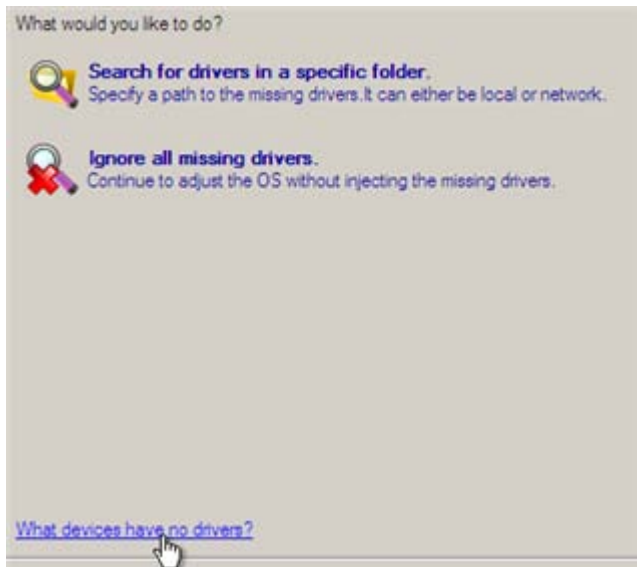 What would you like to do?
Search for drivers in a specific folder.
Specify a path to the missing drivers.It can either be local or network.
Ignore all missing drivers.
Continue to adjust the OS without injecting the missing drivers.
What devices have no drivers?